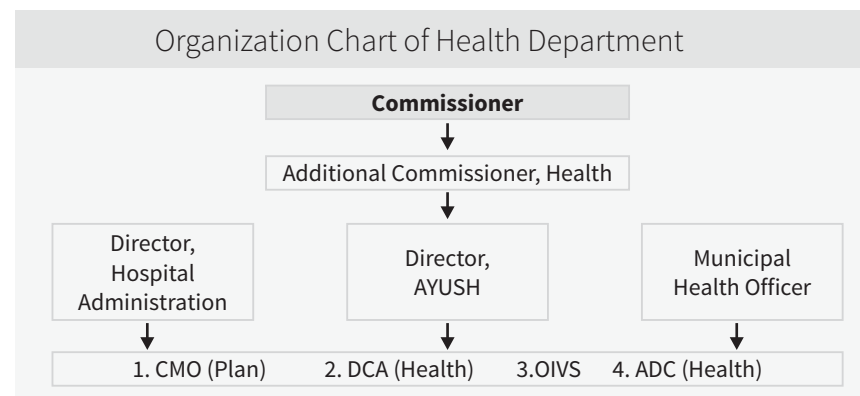 Organization Chart of Health Department
Commissioner
Additional Commissioner, Health
Director,
Hospital
Administration
Director,
AYUSH
Municipal
Health Officer
1. CMO (Plan) 2. DCA (Health) 3.OIVS 4. ADC (Health)